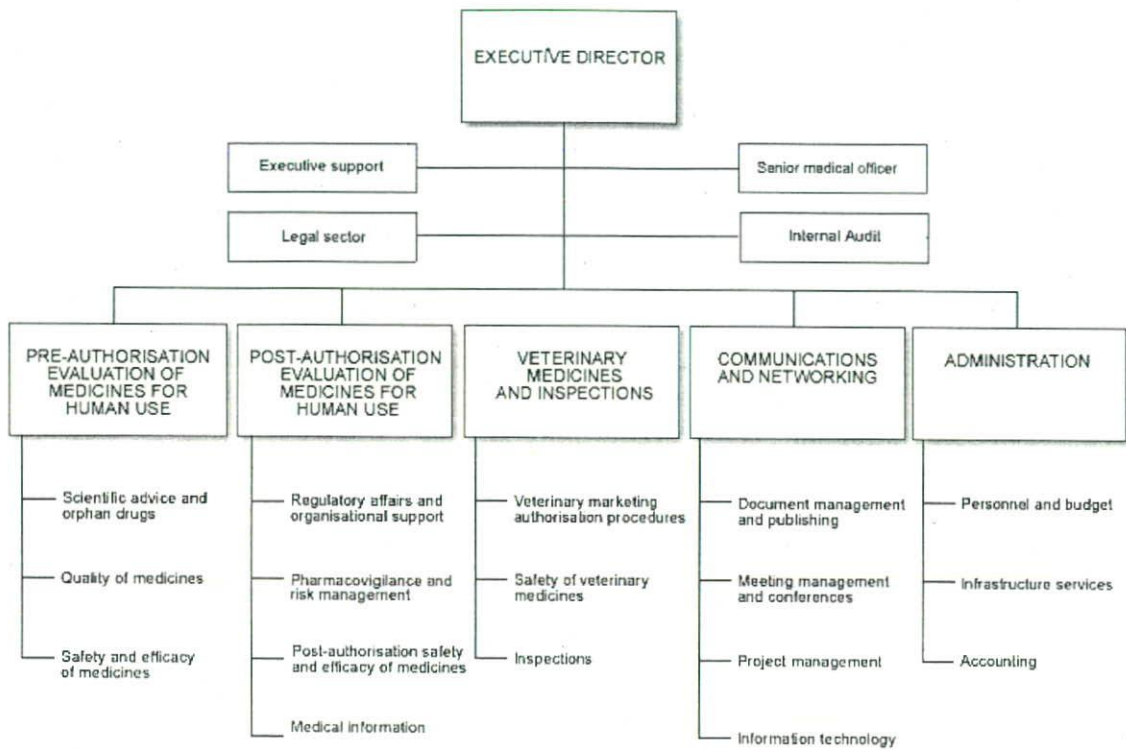 EXECUTIVE DIRECTOR
Executive support
Senior medical officer
Legal sector
Internal Audit
PRE-AUTHORISATION
EVALUATION OF
MEDICINES FOR
HUMAN USE
Scientific advice and
orphan drugs
Quality of medicines
Safety and efficacy
of medicines
POST-AUTHORISATION
EVALUATION OF
MEDICINES FOR
HUMAN USE
Regulatory affairs and
organisational support
Pharmacovigilance and
risk management
Post-authorisation safety
and efficacy of medicines
Medical information
VETERINARY
MEDICINES
AND INSPECTIONS
Veterinary marketing
authorisation procedures
Safety of veterinary
medicines
Inspections
COMMUNICATIONS
AND NETWORKING
Document management
and publishing
Meeting management
and conferences
Project management
Information technology
ADMINISTRATION
Personnel and budget
Infrastructure services
Accounting